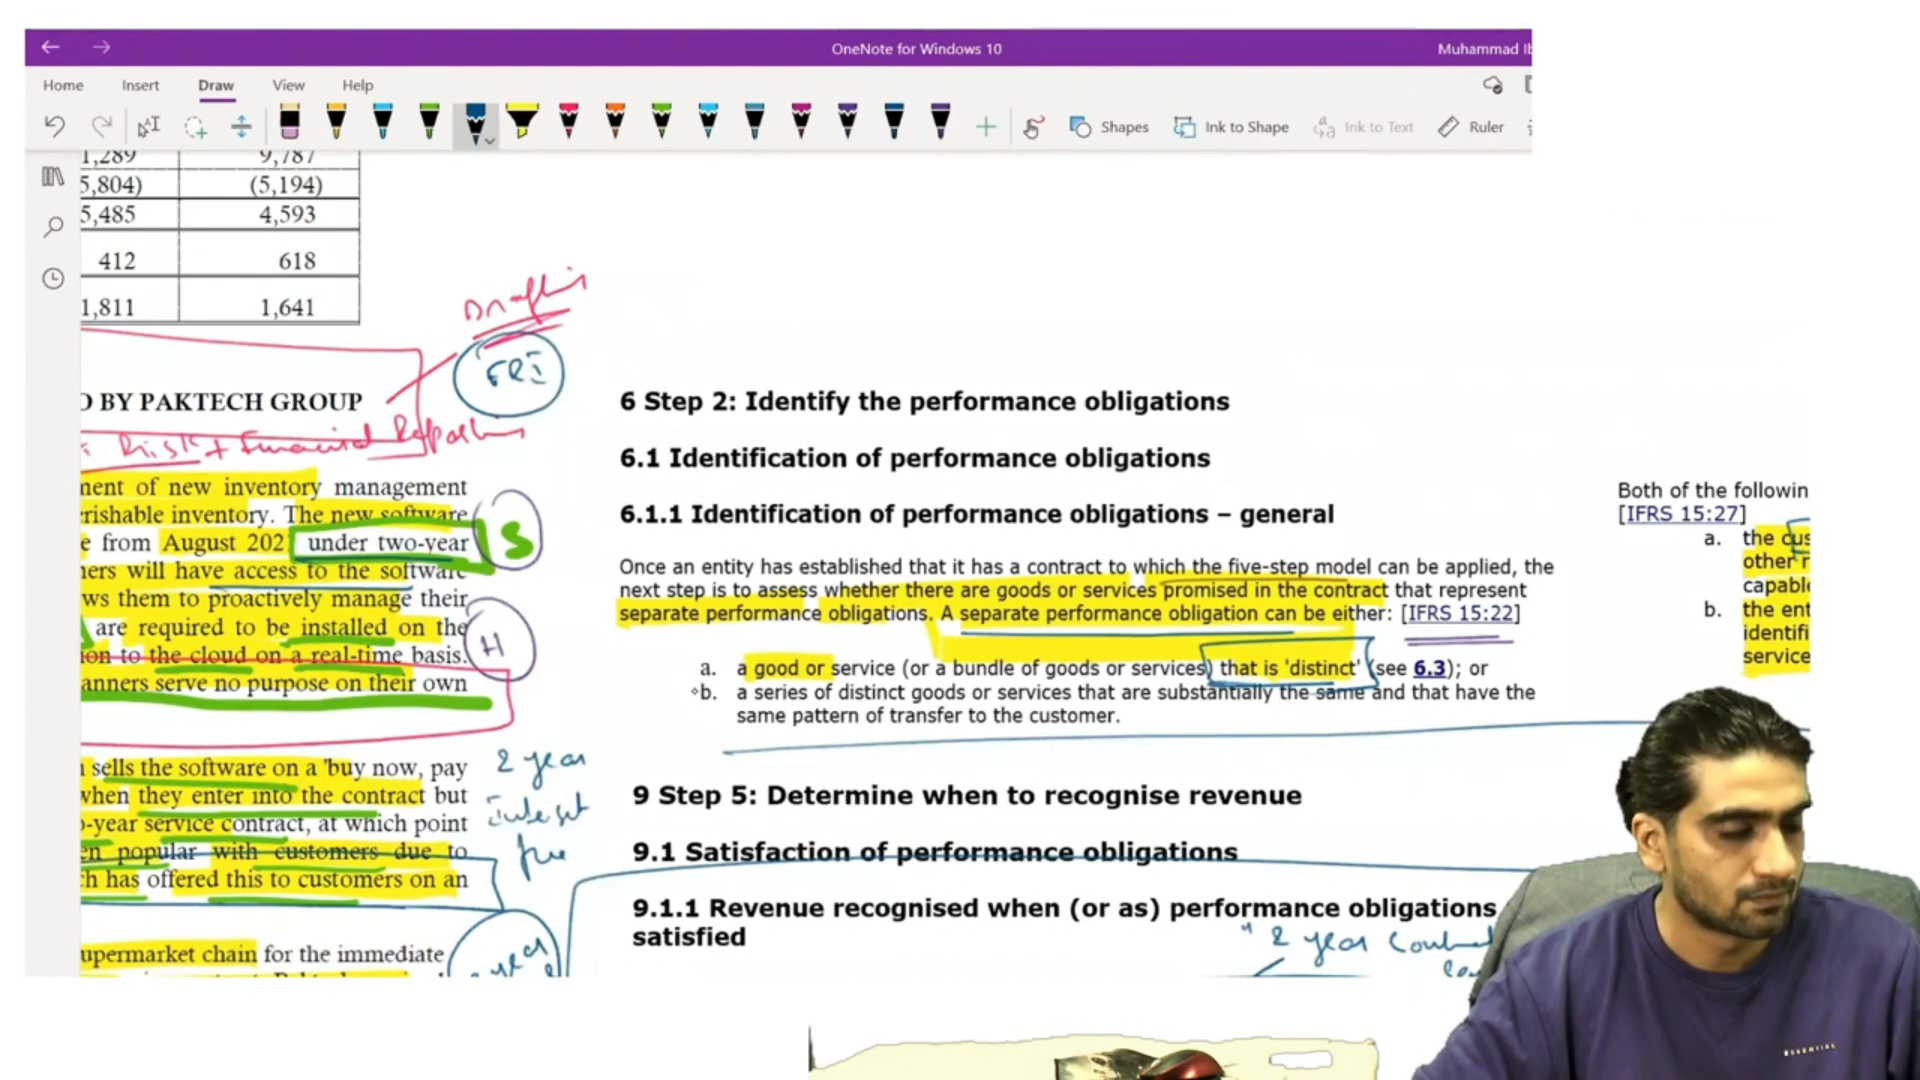 OneNote for Windows 10
Muhammad Ib
Home Insert Draw View Help
Shapes Ink to Shape Ink to Text Ruler
1,289 9,787
5,804) (5,194)
5,485 4,593
412 618
1,811 1,641
FRI
O BY PAKTECH GROUP
Risk + Financial
nent of new inventory management
rishable inventory. The new software
e from August 202 under two-year
S
ners will have access to the software
ws them to proactively manage their
are required to be installed on the
H
ion to the cloud on a real-time basis.
anners serve no purpose on their own
sells the software on a 'buy now, pay
when they enter into the contract but
o-year service contract, at which point
en popular with customers due to
ch has offered this to customers on an
2 year
upermarket chain for the immediate
year
6 Step 2: Identify the performance obligations
6.1 Identification of performance obligations
6.1.1 Identification of performance obligations – general
Once an entity has established that it has a contract to which the five-step model can be applied, the
next step is to assess whether there are goods or services promised in the contract that represent
separate performance obligations. A separate performance obligation can be either: [IFRS 15:22]
a. a good or service (or a bundle of goods or services) that is 'distinct' (see 6.3); or
b. a series of distinct goods or services that are substantially the same and that have the
same pattern of transfer to the customer.
9 Step 5: Determine when to recognise revenue
9.1 Satisfaction of performance obligations
9.1.1 Revenue recognised when (or as) performance obligations
satisfied
" 2 year
Both of the followin
[IFRS 15:27]
a. the cus
other r
capable
b. the ent
identifi
service
ESSENTIAL